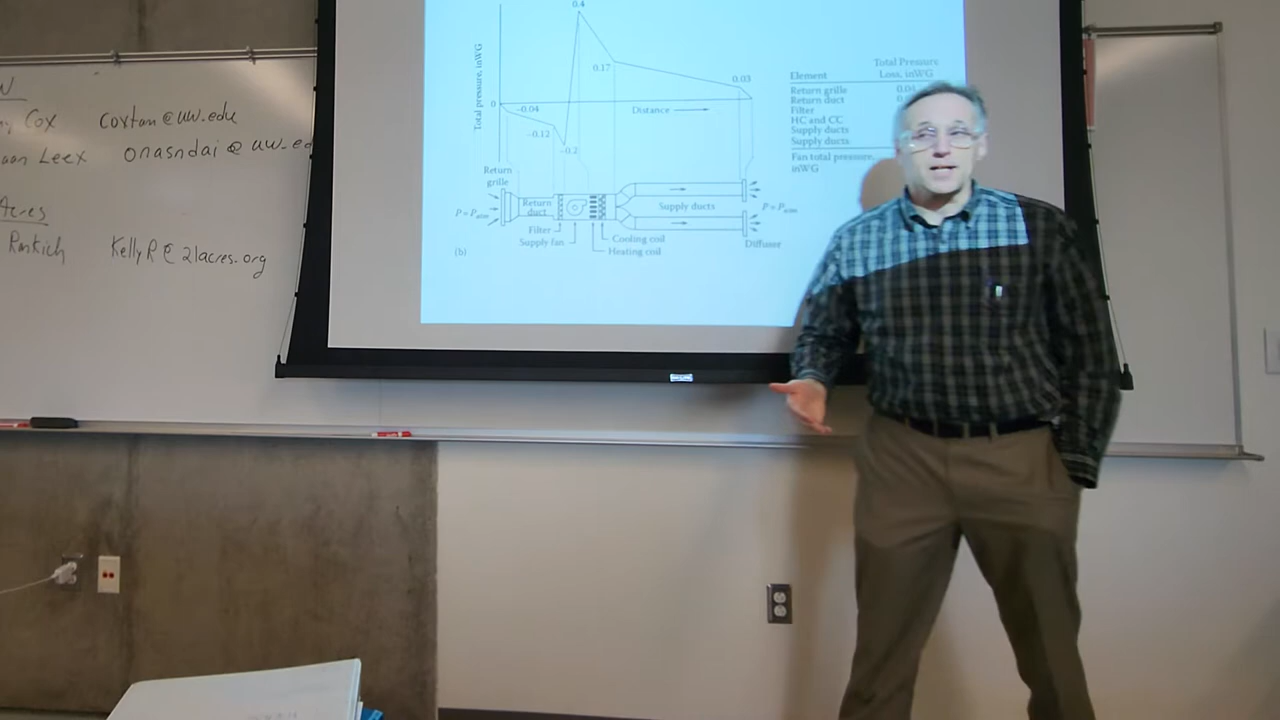 Cox coxtan@uw.edu
Leex onasndai@uw_ed
Acres
Rankich KellyR@21acres.org
0.4
Total pressure, inWG
0.17
0.03
0
−0.04
−0.12
−0.2
Distance
Return grille
P = Patm
Return duct
Filter
Supply fan
Cooling coil
Heating coil
Supply ducts
P = Patm
Diffuser
(b)
Element
Total Pressure Loss, inWG
Return grille
Return duct
Filter
HC and CC
Supply ducts
Supply ducts
Fan total pressure, inWG